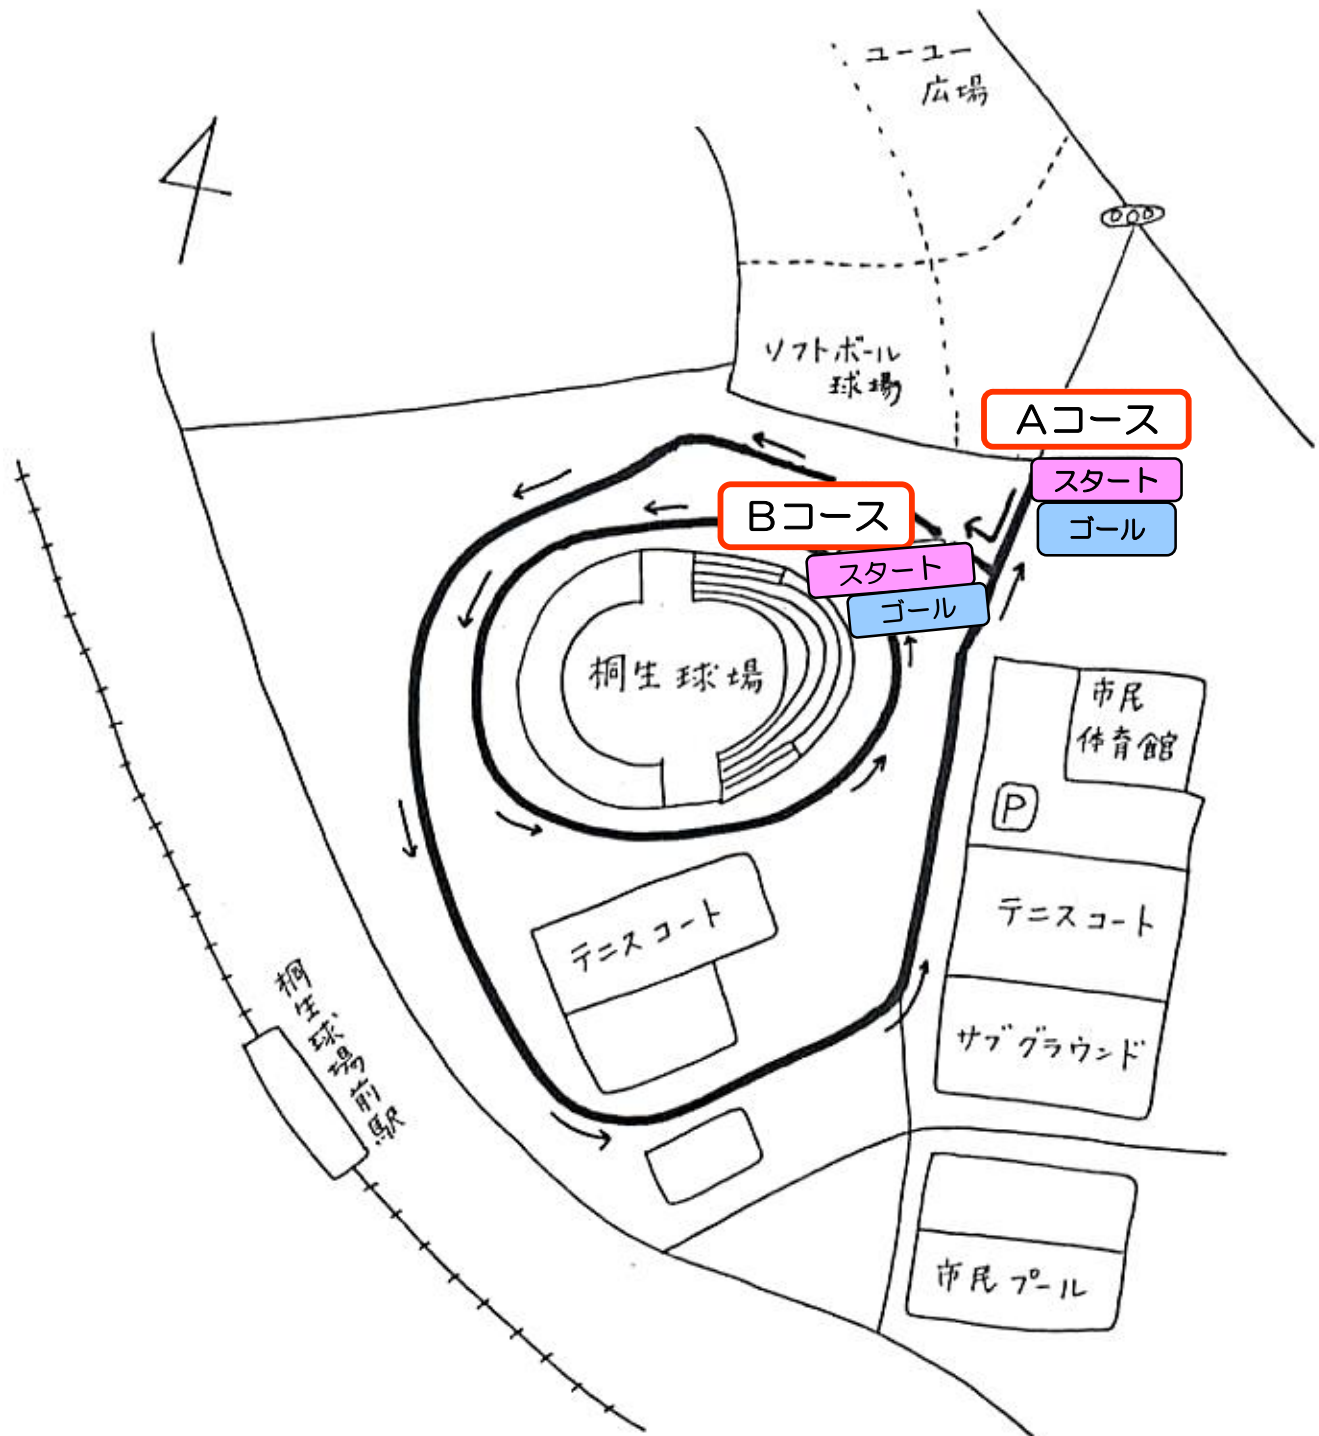 ユーユー
広場
ソフトボール
球場
Aコース
スタート
ゴール
Bコース
スタート
ゴール
桐生球場
市民
体育館
P
テニスコート
テニスコート
サブグラウンド
桐生球場前駅
市民プール